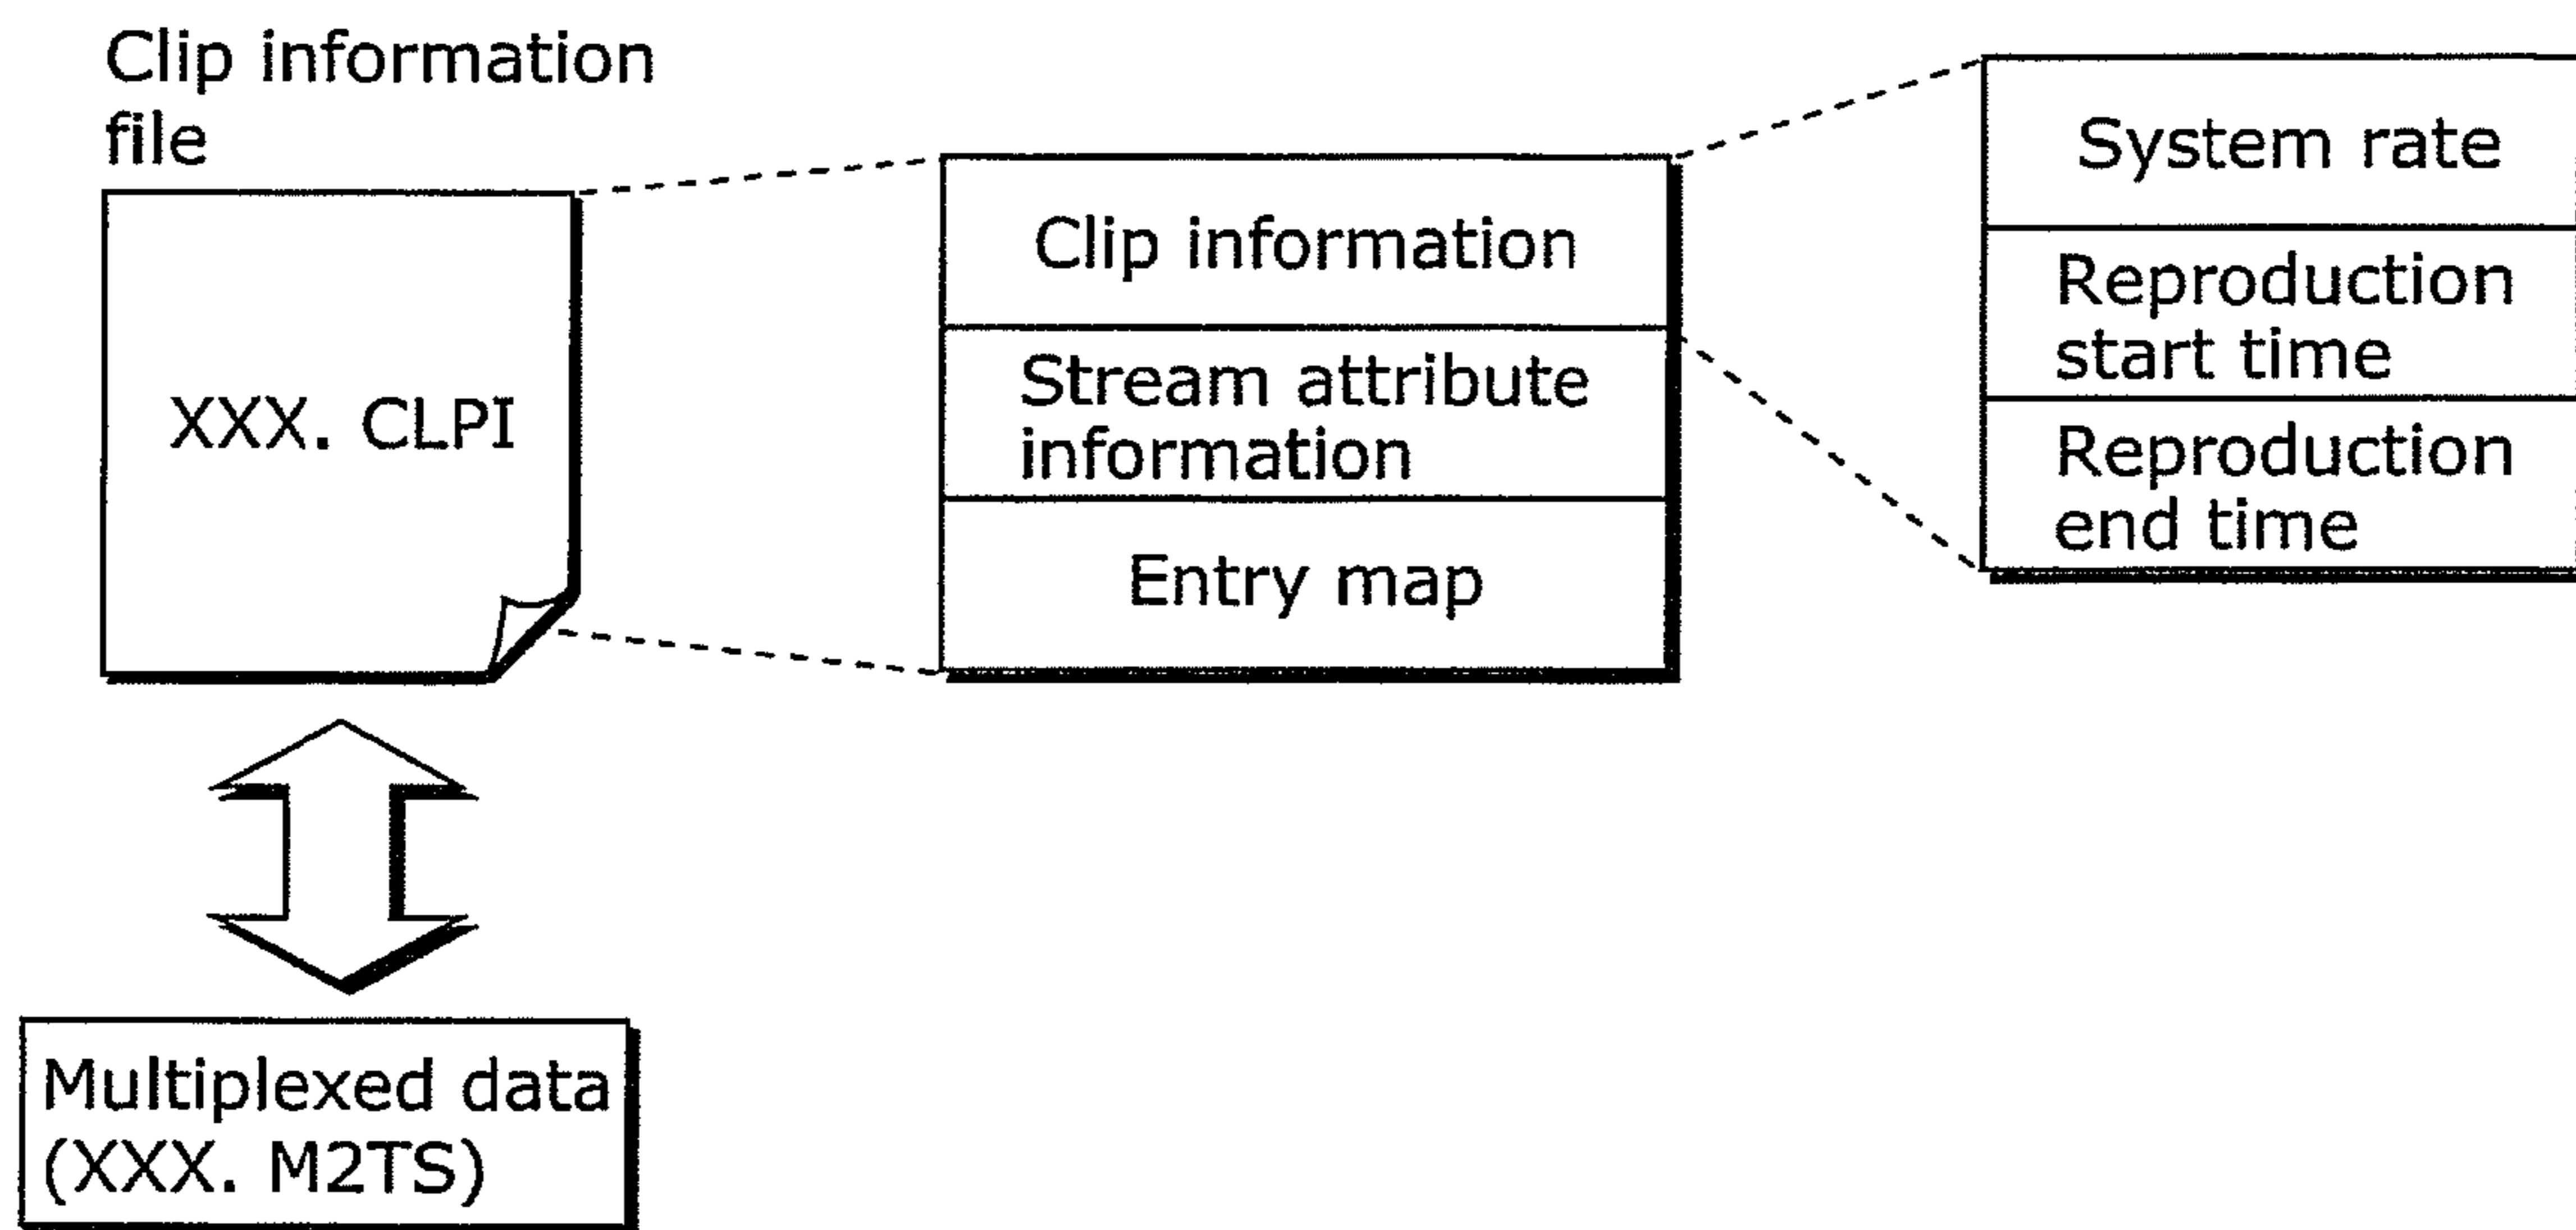 Clip information
file
XXX. CLPI
Multiplexed data
(XXX. M2TS)
Clip information
Stream attribute
information
Entry map
System rate
Reproduction
start time
Reproduction
end time